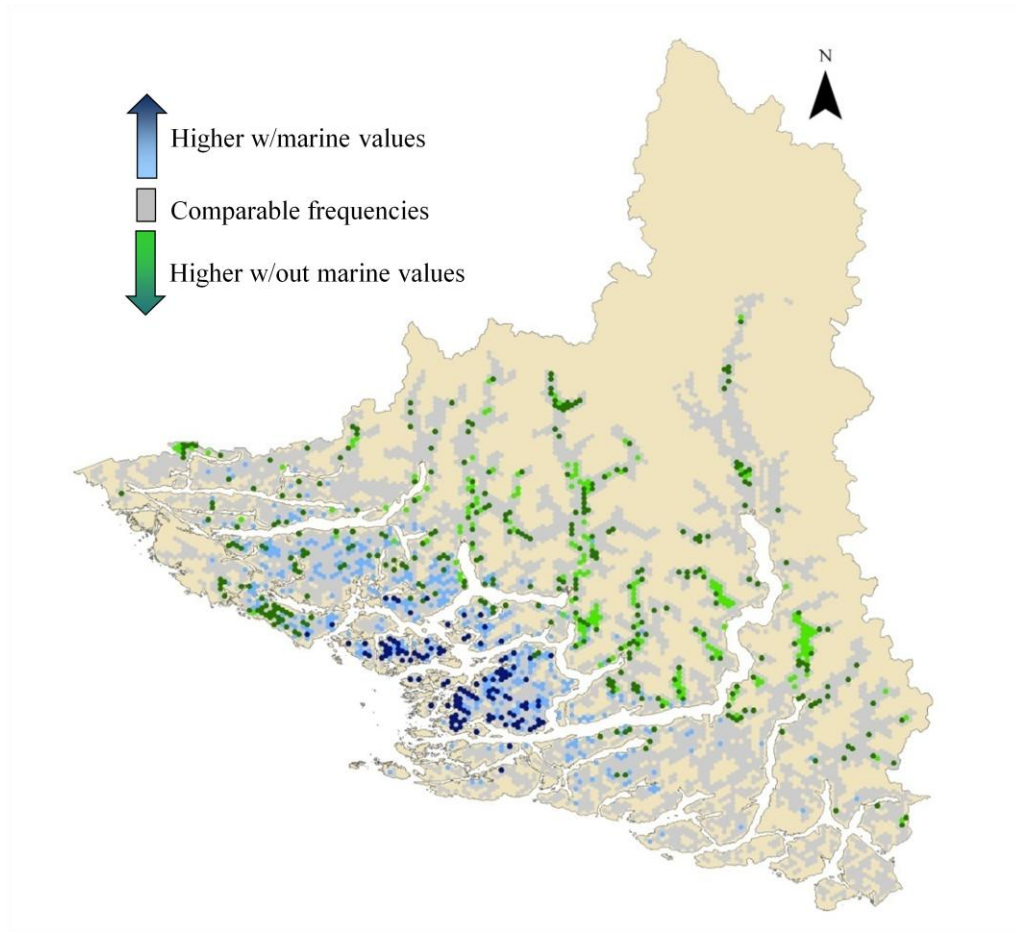 N
Higher w/marine values
Comparable frequencies
Higher w/out marine values